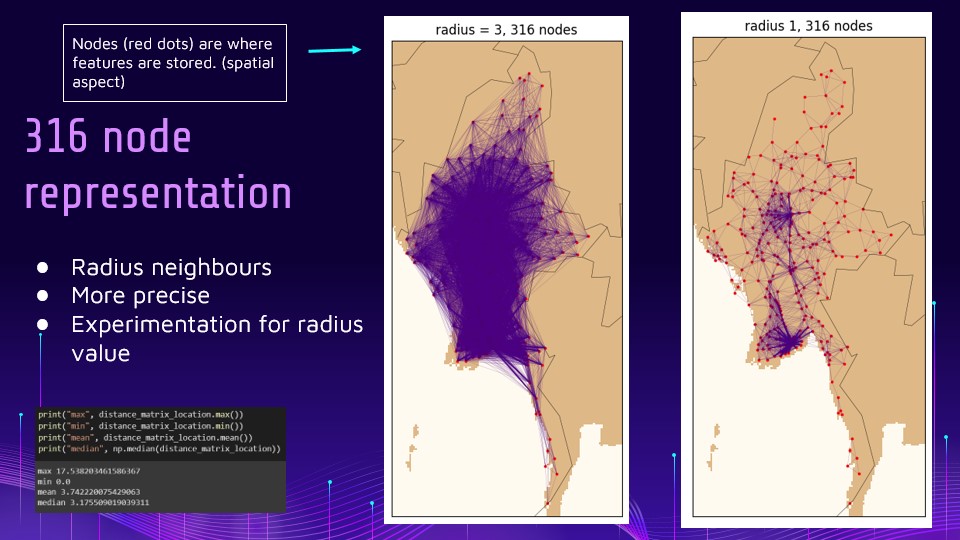 Nodes (red dots) are where
features are stored. (spatial
aspect)
316 node
representation
● Radius neighbours
● More precise
● Experimentation for radius
value
print("max", distance_matrix_location.max())
print("min", distance_matrix_location.min())
print("mean", distance_matrix_location.mean())
print("median", np.median(distance_matrix_location))
max 17.538203461586367
min 0.0
mean 3.742220075429063
median 3.175509019039311
radius = 3, 316 nodes
radius 1, 316 nodes